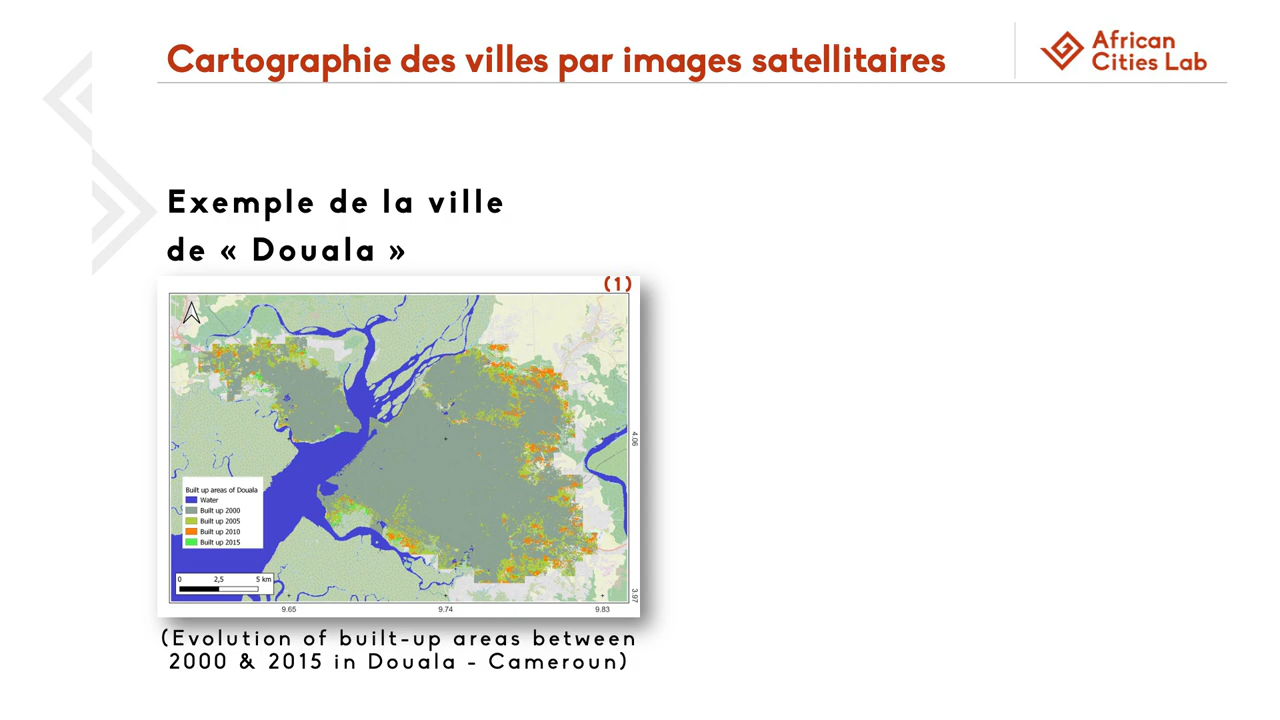 Cartographie des villes par images satellitaires
African
Cities Lab
Exemple de la ville
de « Douala »
(1)
4.06
Built up areas of Douala
Water
Built up 2000
Built up 2005
Built up 2010
Built up 2015
0 2,5 5 km
3.97
9.65 9.74 9.83
(Evolution of built-up areas between
2000 & 2015 in Douala - Cameroun)